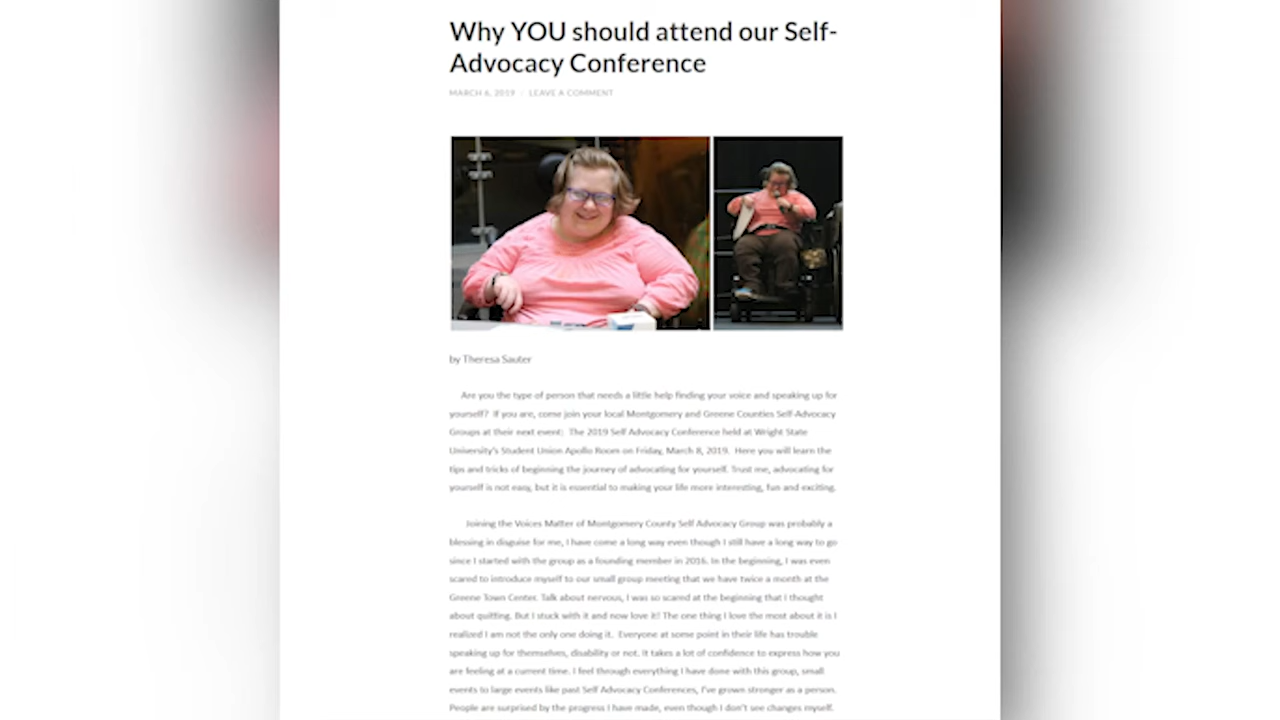 Why YOU should attend our Self-
Advocacy Conference
MARCH 6, 2019 / LEAVE A COMMENT
by Theresa Sauter
Are you the type of person that needs a little help finding your voice and speaking up for
yourself? If you are, come join your local Montgomery and Greene Counties Self-Advocacy
Groups at their next event: The 2019 Self Advocacy Conference held at Wright State
University's Student Union Apollo Room on Friday, March 8, 2019. Here you will learn the
tips and tricks of beginning the journey of advocating for yourself. Trust me, advocating for
yourself is not easy, but it is essential to making your life more interesting, fun and exciting.
Joining the Voices Matter of Montgomery County Self Advocacy Group was probably a
blessing in disguise for me, I have come a long way even though I still have a long way to go
since I started with the group as a founding member in 2016. In the beginning, I was even
scared to introduce myself to our small group meeting that we have twice a month at the
Greene Town Center. Talk about nervous, I was so scared at the beginning that I thought
about quitting. But I stuck with it and now love it! The one thing I love the most about it is I
realized I am not the only one doing it. Everyone at some point in their life has trouble
speaking up for themselves, disability or not. It takes a lot of confidence to express how you
are feeling at a current time. I feel through everything I have done with this group, small
events to large events like past Self Advocacy Conferences, I've grown stronger as a person.
People are surprised by the progress I have made, even though I don't see changes myself.